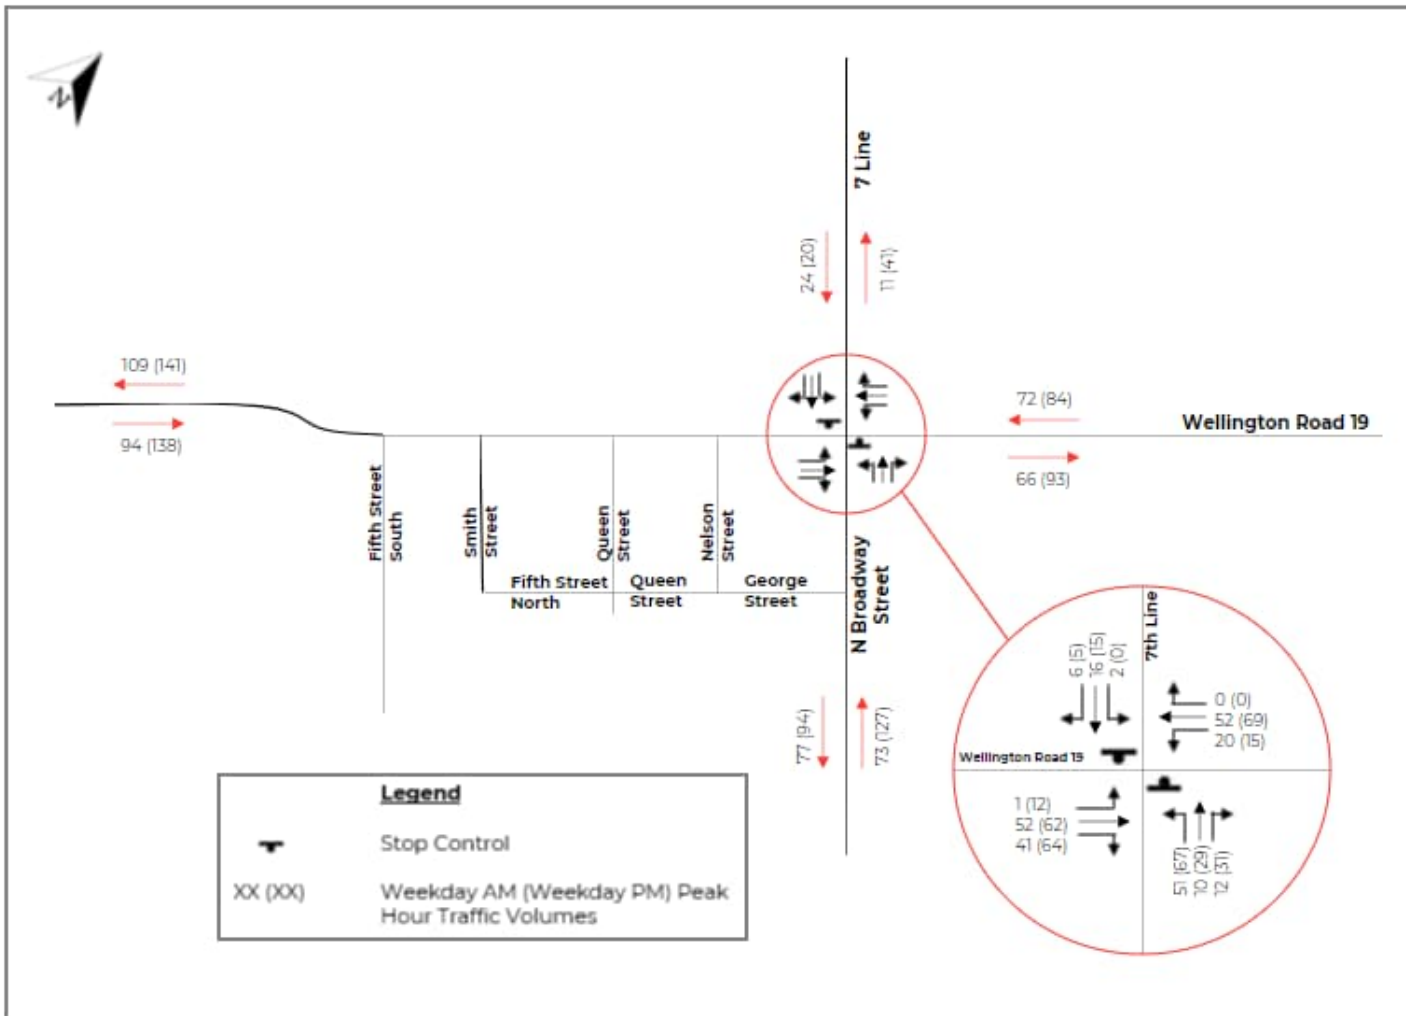 N
7 Line
24 (20)
11 (41)
109 (141)
94 (138)
72 (84)
Wellington Road 19
66 (93)
Fifth Street
South
Smith
Street
Queen
Street
Nelson
Street
Fifth Street
North
Queen
Street
George
Street
N Broadway
Street
77 (94)
73 (127)
7th Line
6 (5)
16 (15)
2 (0)
0 (0)
52 (69)
20 (15)
Wellington Road 19
1 (12)
52 (62)
41 (64)
51 (67)
10 (29)
12 (31)
Legend
Stop Control
XX (XX)
Weekday AM (Weekday PM) Peak
Hour Traffic Volumes